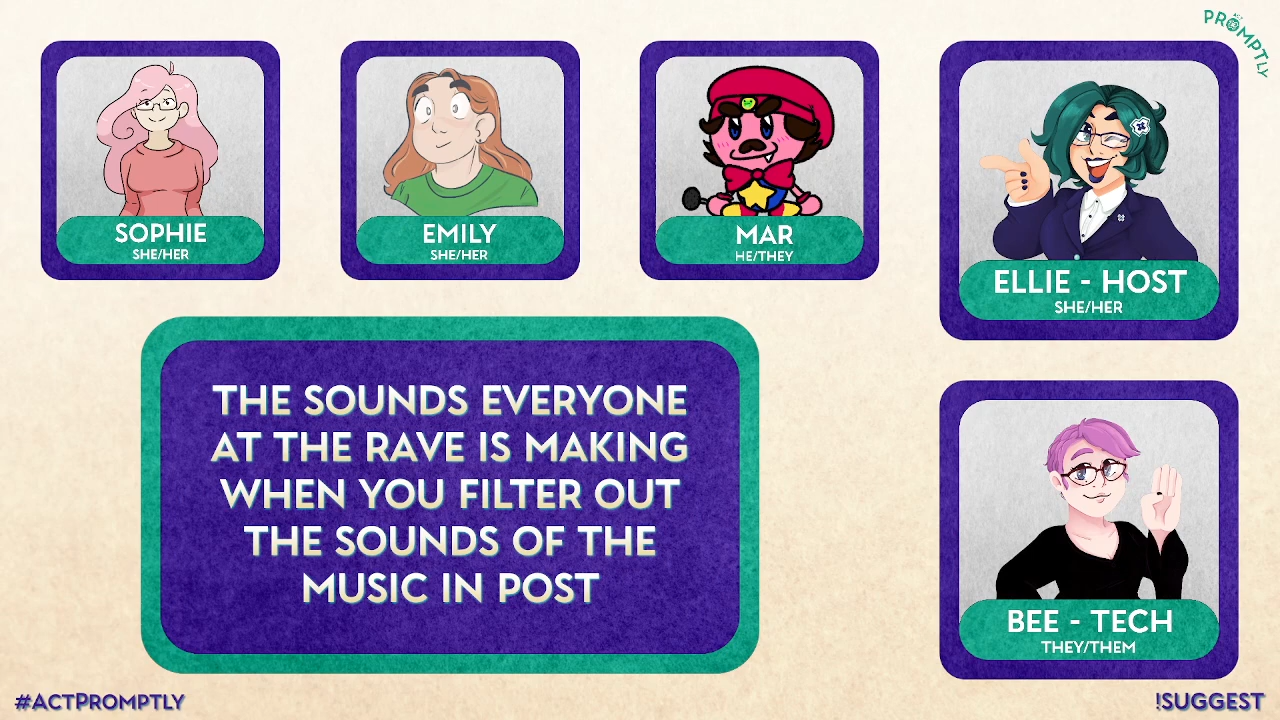 ACT
PROMPTLY
SOPHIE
SHE/HER
EMILY
SHE/HER
MAR
HE/THEY
ELLIE - HOST
SHE/HER
THE SOUNDS EVERYONE
AT THE RAVE IS MAKING
WHEN YOU FILTER OUT
THE SOUNDS OF THE
MUSIC IN POST
BEE - TECH
THEY/THEM
#ACTPROMPTLY
!SUGGEST